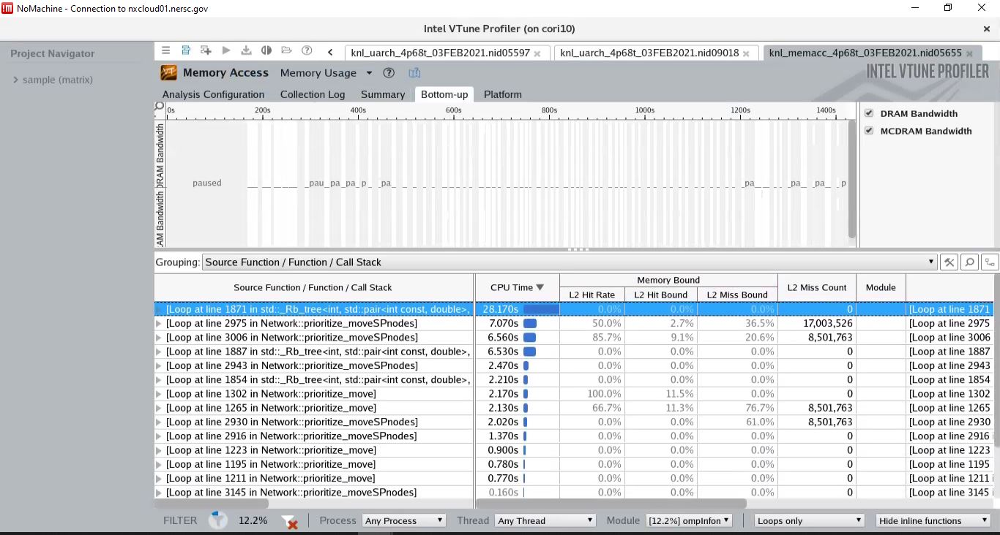 NoMachine - Connection to nxcloud01.nersc.gov
Intel VTune Profiler (on cori10)
Project Navigator
sample (matrix)
knl_uarch_4p68t_03FEB2021.nid05597
knl_uarch_4p68t_03FEB2021.nid09018
knl_memacc_4p68t_03FEB2021.nid05655
Memory Access Memory Usage
INTEL VTUNE PROFILER
Analysis Configuration Collection Log Summary Bottom-up Platform
0s 200s 400s 600s 800s 1000s 1200s 1400s
DRAM Bandwidth
MCDRAM Bandwidth
DRAM Bandwidth
AM Bandwidth
paused pau pa pa p pa pa pa pa p
Grouping: Source Function / Function / Call Stack
Source Function / Function / Call Stack CPU Time Memory Bound L2 Miss Count Module
L2 Hit Rate L2 Hit Bound L2 Miss Bound
[Loop at line 1871 in std::_Rb_tree<int, std::pair<int const, double>, 28.170s 0.0% 0.0% 0.0% 0 [Loop at line 1871
[Loop at line 2975 in Network::prioritize_moveSPnodes] 7.070s 50.0% 2.7% 36.5% 17,003,526 [Loop at line 2975
[Loop at line 3006 in Network::prioritize_moveSPnodes] 6.560s 85.7% 9.1% 20.6% 8,501,763 [Loop at line 3006
[Loop at line 1887 in std::_Rb_tree<int, std::pair<int const, double>, 6.530s 0.0% 0.0% 0.0% 0 [Loop at line 1887
[Loop at line 2943 in Network::prioritize_moveSPnodes] 2.470s 0.0% 0.0% 0.0% 0 [Loop at line 2943
[Loop at line 1854 in std::_Rb_tree<int, std::pair<int const, double>, 2.210s 0.0% 0.0% 0.0% 0 [Loop at line 1854
[Loop at line 1302 in Network::prioritize_move] 2.170s 100.0% 11.5% 0.0% 0 [Loop at line 1302
[Loop at line 1265 in Network::prioritize_move] 2.130s 66.7% 11.3% 76.7% 8,501,763 [Loop at line 1265
[Loop at line 2930 in Network::prioritize_moveSPnodes] 2.020s 0.0% 0.0% 61.0% 8,501,763 [Loop at line 2930
[Loop at line 2916 in Network::prioritize_moveSPnodes] 1.370s 0.0% 0.0% 0.0% 0 [Loop at line 2916 i
[Loop at line 1223 in Network::prioritize_move] 0.900s 0.0% 0.0% 0.0% 0 [Loop at line 1223
[Loop at line 1195 in Network::prioritize_move] 0.780s 0.0% 0.0% 0.0% 0 [Loop at line 1195
[Loop at line 1211 in Network::prioritize_move] 0.770s 0.0% 0.0% 0.0% 0 [Loop at line 1211 i
[Loop at line 3145 in Network::prioritize_moveSPnodes] 0.160s 0.0% 0.0% 0.0% 0 [Loop at line 3145 i
FILTER 12.2% Process Any Process Thread Any Thread Module [12.2%] ompInfon Loops only Hide inline functions